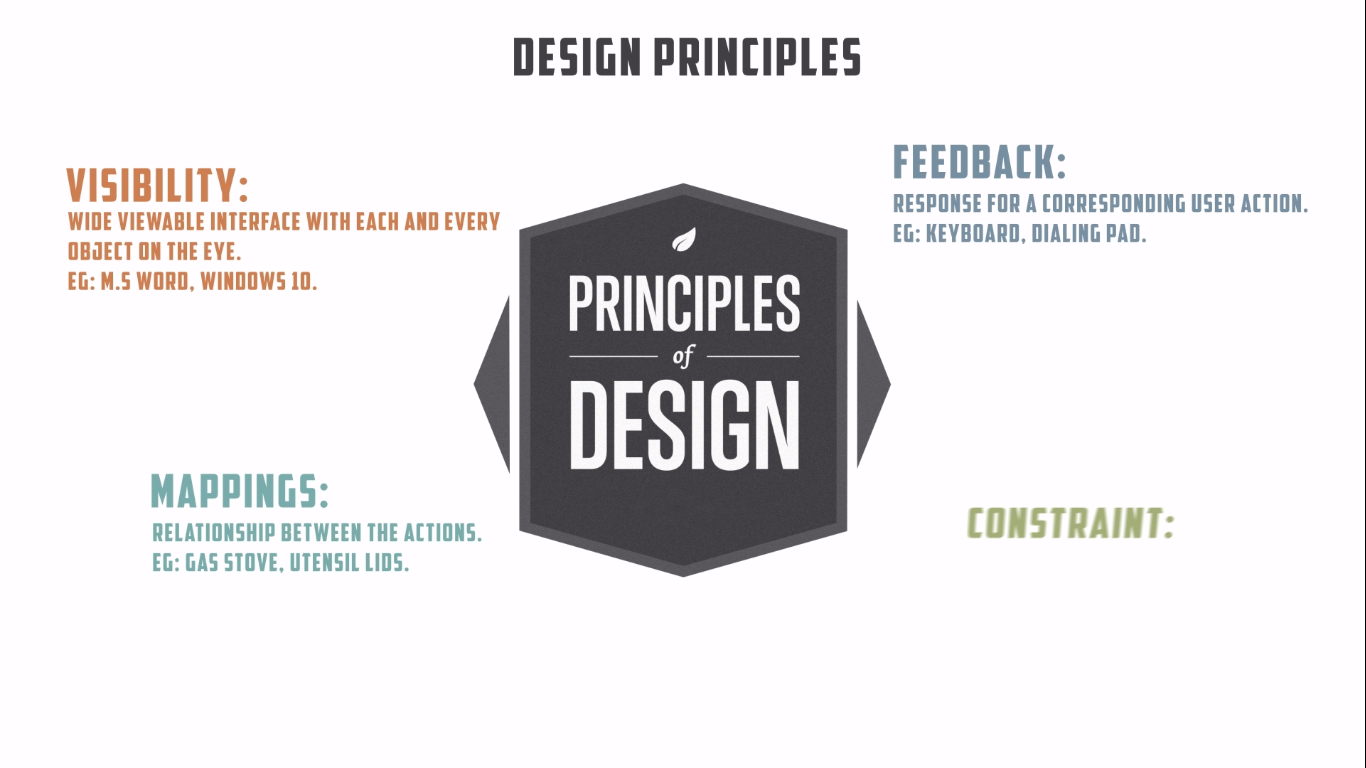 DESIGN PRINCIPLES
VISIBILITY:
WIDE VIEWABLE INTERFACE WITH EACH AND EVERY
OBJECT ON THE EYE.
EG: M.S WORD, WINDOWS 10.
FEEDBACK:
RESPONSE FOR A CORRESPONDING USER ACTION.
EG: KEYBOARD, DIALING PAD.
PRINCIPLES
of
DESIGN
MAPPINGS:
RELATIONSHIP BETWEEN THE ACTIONS.
EG: GAS STOVE, UTENSIL LIDS.
CONSTRAINT: